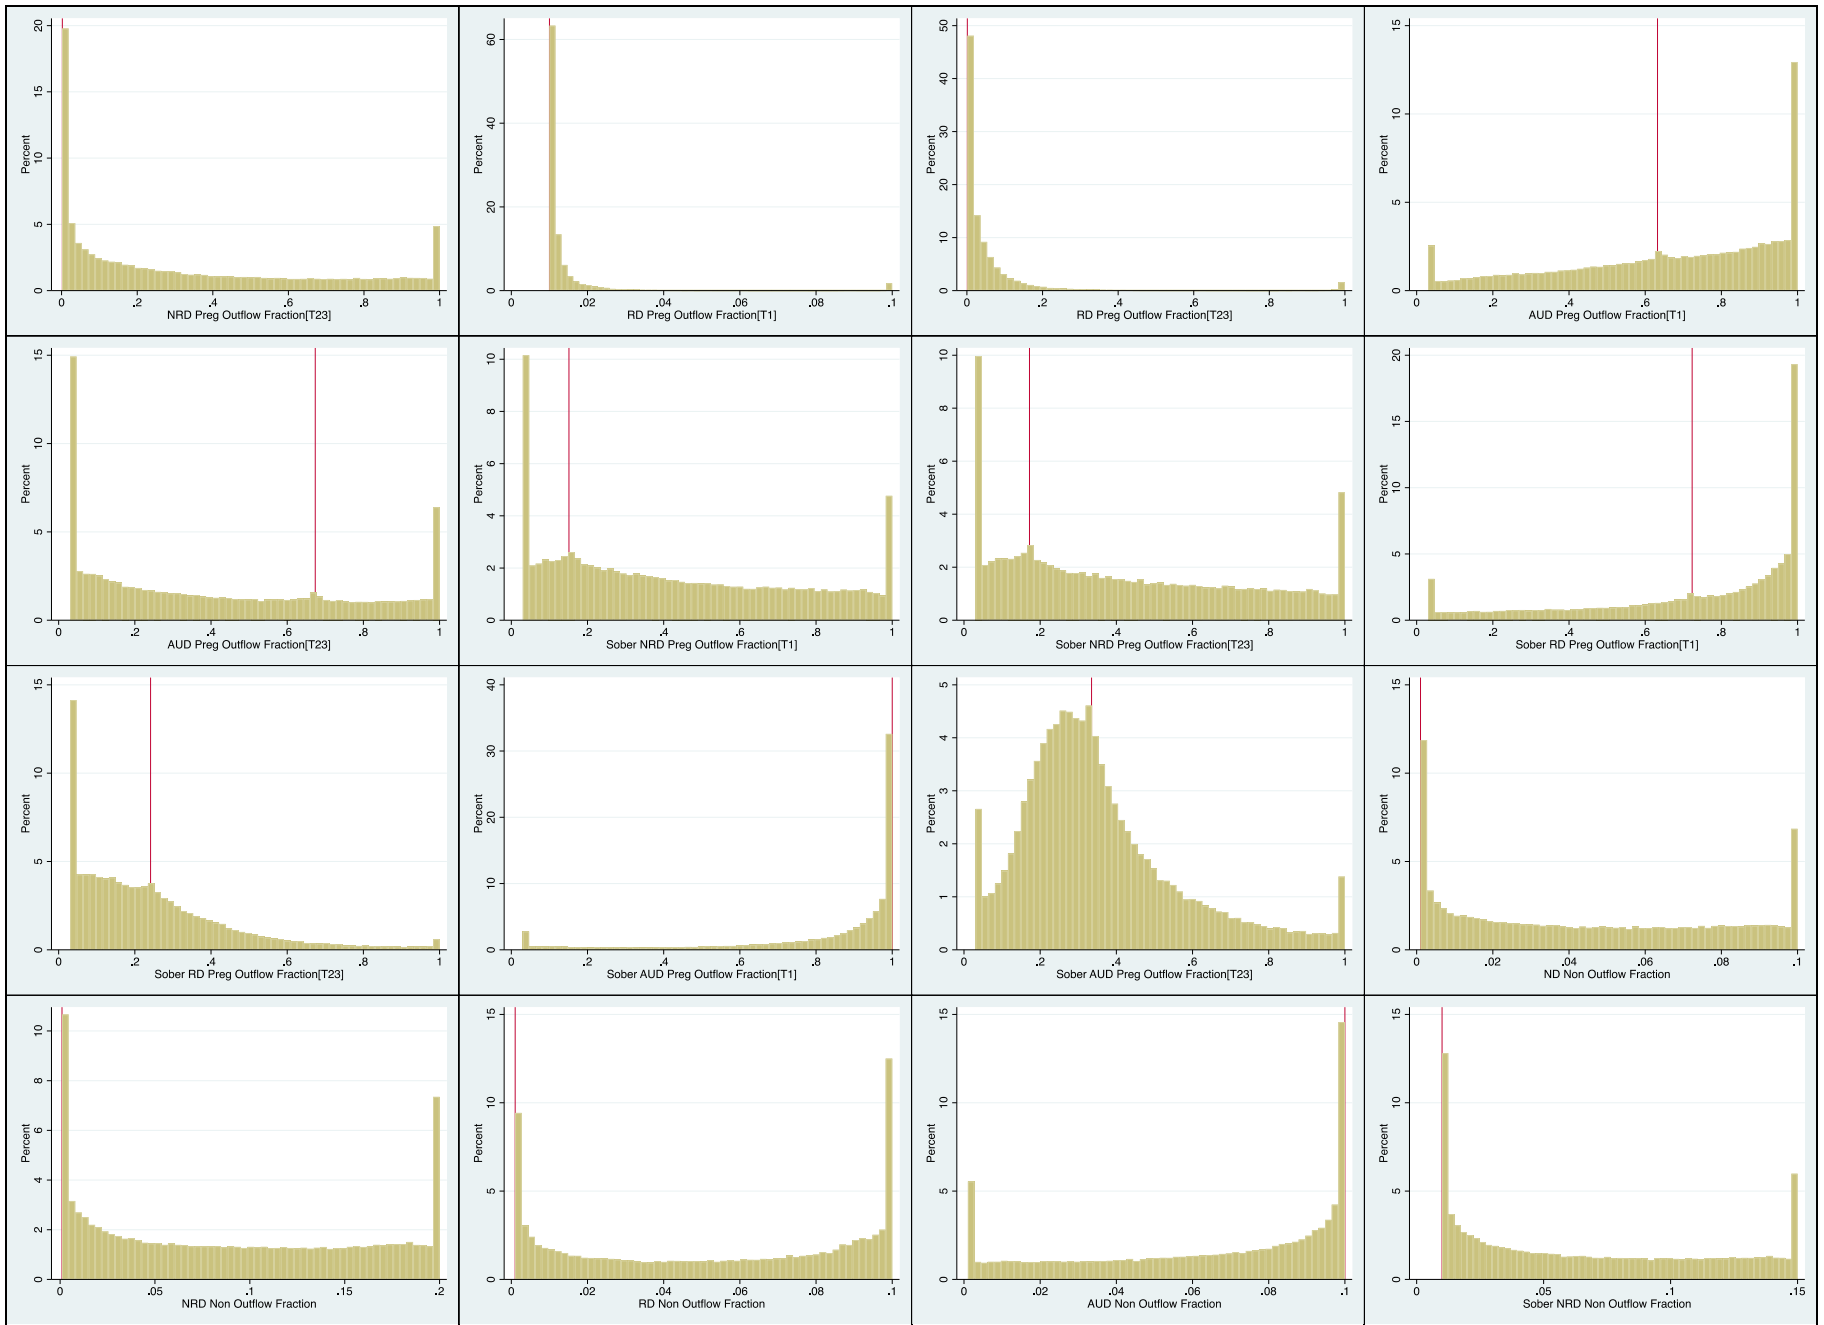 20
15
10
5
0
Percent
0 .2 .4 .6 .8 1
NRD Preg Outflow Fraction[T23]
60
40
20
0
Percent
0 .02 .04 .06 .08 .1
RD Preg Outflow Fraction[T1]
50
40
30
20
10
0
Percent
0 .2 .4 .6 .8 1
RD Preg Outflow Fraction[T23]
15
10
5
0
Percent
0 .2 .4 .6 .8 1
AUD Preg Outflow Fraction[T1]
15
10
5
0
Percent
0 .2 .4 .6 .8 1
AUD Preg Outflow Fraction[T23]
10
8
6
4
2
0
Percent
0 .2 .4 .6 .8 1
Sober NRD Preg Outflow Fraction[T1]
10
8
6
4
2
0
Percent
0 .2 .4 .6 .8 1
Sober NRD Preg Outflow Fraction[T23]
20
15
10
5
0
Percent
0 .2 .4 .6 .8 1
Sober RD Preg Outflow Fraction[T1]
15
10
5
0
Percent
0 .2 .4 .6 .8 1
Sober RD Preg Outflow Fraction[T23]
40
30
20
10
0
Percent
0 .2 .4 .6 .8 1
Sober AUD Preg Outflow Fraction[T1]
5
4
3
2
1
0
Percent
0 .2 .4 .6 .8 1
Sober AUD Preg Outflow Fraction[T23]
15
10
5
0
Percent
0 .02 .04 .06 .08 .1
ND Non Outflow Fraction
10
8
6
4
2
0
Percent
0 .05 .1 .15 .2
NRD Non Outflow Fraction
15
10
5
0
Percent
0 .02 .04 .06 .08 .1
RD Non Outflow Fraction
15
10
5
0
Percent
0 .02 .04 .06 .08 .1
AUD Non Outflow Fraction
15
10
5
0
Percent
0 .05 .1 .15
Sober NRD Non Outflow Fraction